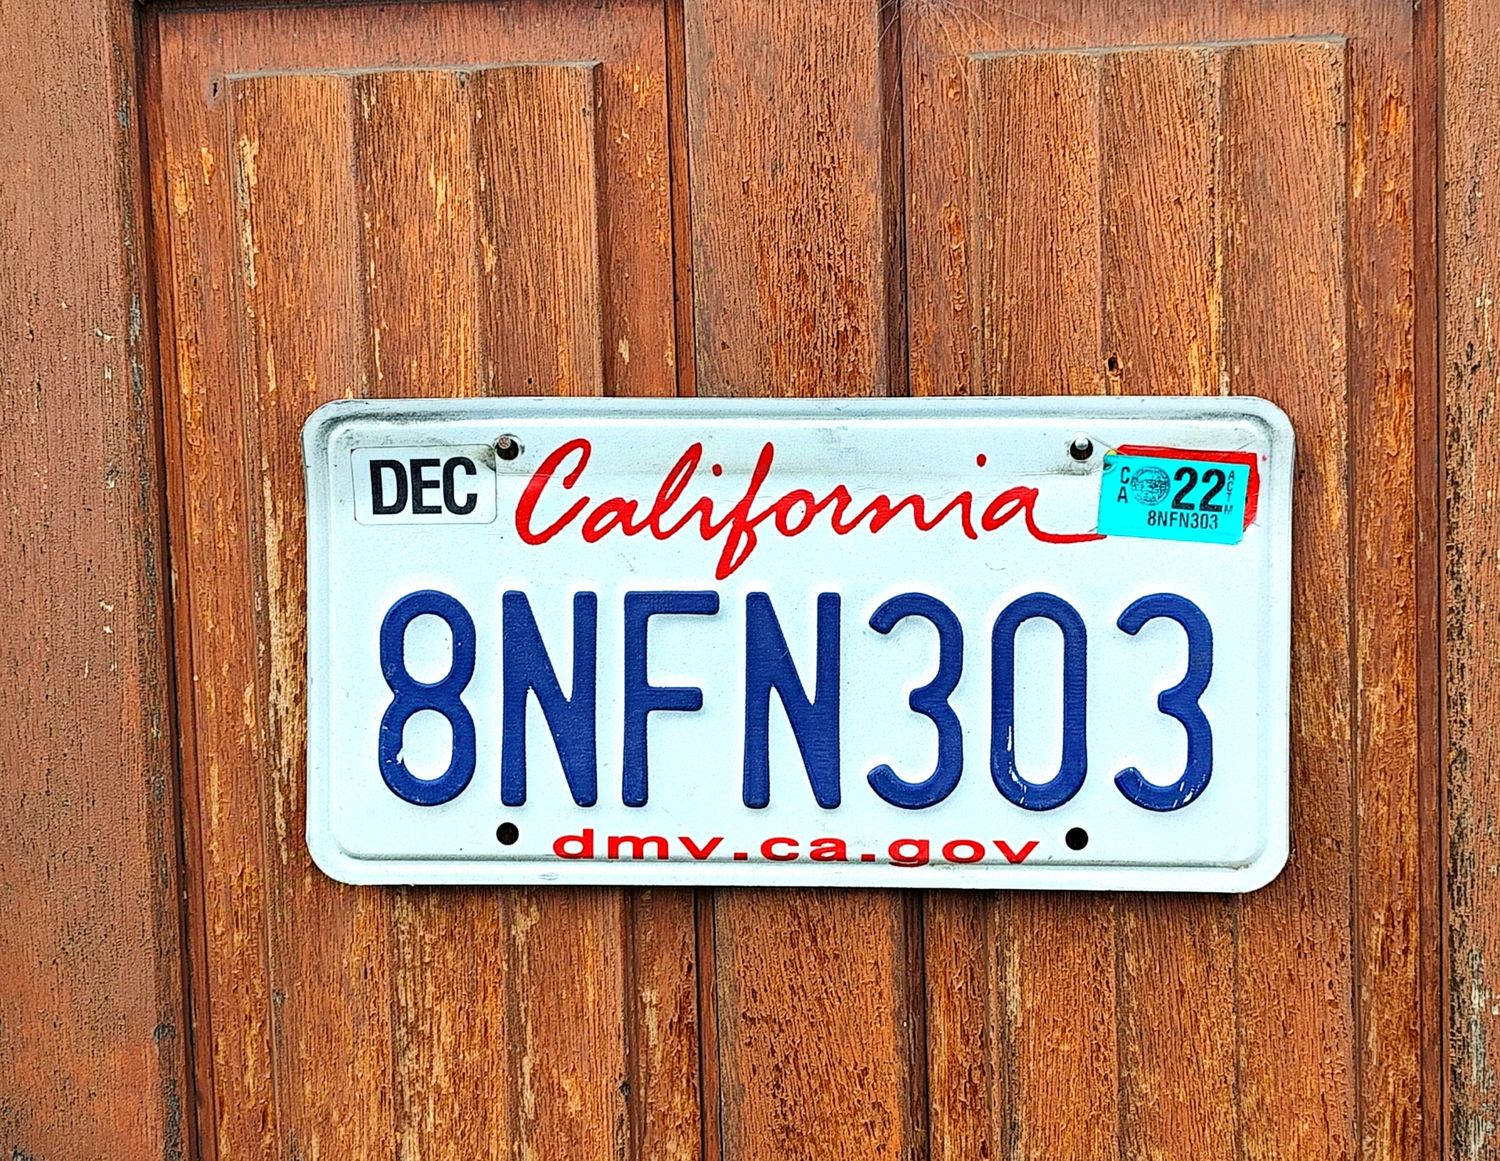 DEC
California
CA 22
8NFN303
8NFN303
dmv.ca.gov